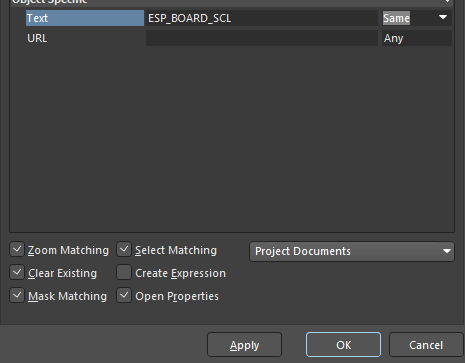 Object Specific
Text ESP_BOARD_SCL Same
URL Any
Zoom Matching Select Matching Project Documents
Clear Existing Create Expression
Mask Matching Open Properties
Apply OK Cancel